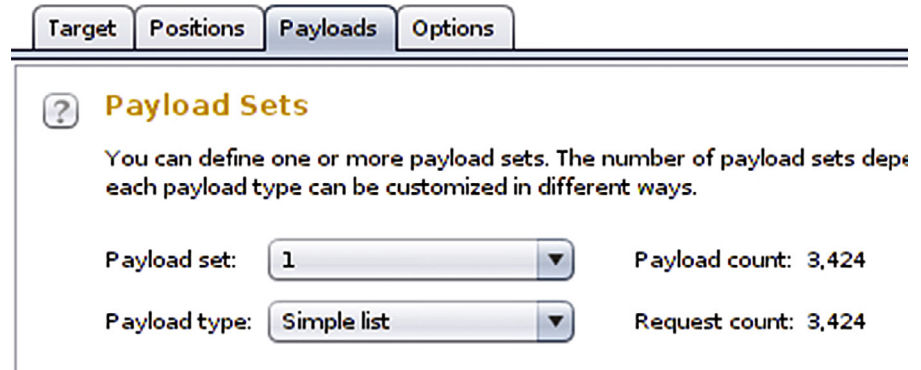 Target Positions Payloads Options
? Payload Sets
You can define one or more payload sets. The number of payload sets
each payload type can be customized in different ways.
Payload set: 1 Payload count: 3,424
Payload type: Simple list Request count: 3,424